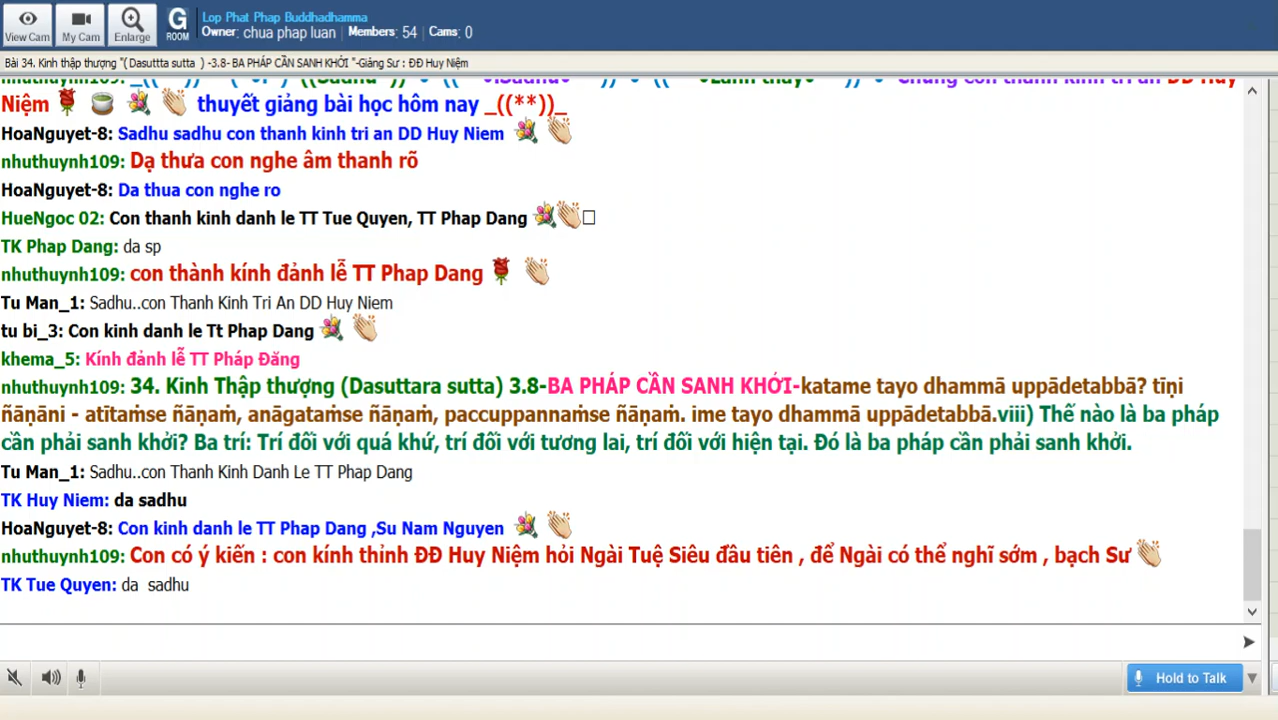 View Cam
My Cam
Enlarge
G
ROOM
Lop Phat Phap Buddhadhamma
Owner: chua phap luan | Members: 54 | Cams: 0
Bài 34. Kinh thập thượng "(Dasuttta sutta ) -3.8- BA PHÁP CẦN SANH KHỞI "-Giảng Sư : ĐĐ Huy Niệm
Niệm thuyết giảng bài học hôm nay _((**))_
HoaNguyet-8: Sadhu sadhu con thanh kinh tri an DD Huy Niem
nhuthuynh109: Dạ thưa con nghe âm thanh rõ
HoaNguyet-8: Da thua con nghe ro
HueNgoc 02: Con thanh kinh danh le TT Tue Quyen, TT Phap Dang
TK Phap Dang: da sp
nhuthuynh109: con thành kính đảnh lễ TT Phap Dang
Tu Man_1: Sadhu..con Thanh Kinh Tri An DD Huy Niem
tu bi_3: Con kinh danh le Tt Phap Dang
khema_5: Kính đảnh lễ TT Pháp Đăng
nhuthuynh109: 34. Kinh Thập thượng (Dasuttara sutta) 3.8-BA PHÁP CẦN SANH KHỞI-katame tayo dhammā uppādetabbā? tīṇi
ñāṇāni - atītaṃse ñāṇaṃ, anāgataṃse ñāṇaṃ, paccuppannaṃse ñāṇaṃ. ime tayo dhammā uppādetabbā.viii) Thế nào là ba pháp
cần phải sanh khởi? Ba trí: Trí đối với quá khứ, trí đối với tương lai, trí đối với hiện tại. Đó là ba pháp cần phải sanh khởi.
Tu Man_1: Sadhu..con Thanh Kinh Danh Le TT Phap Dang
TK Huy Niem: da sadhu
HoaNguyet-8: Con kinh danh le TT Phap Dang ,Su Nam Nguyen
nhuthuynh109: Con có ý kiến : con kính thỉnh ĐĐ Huy Niệm hỏi Ngài Tuệ Siêu đầu tiên , để Ngài có thể nghĩ sớm , bạch Sư
TK Tue Quyen: da sadhu
Hold to Talk